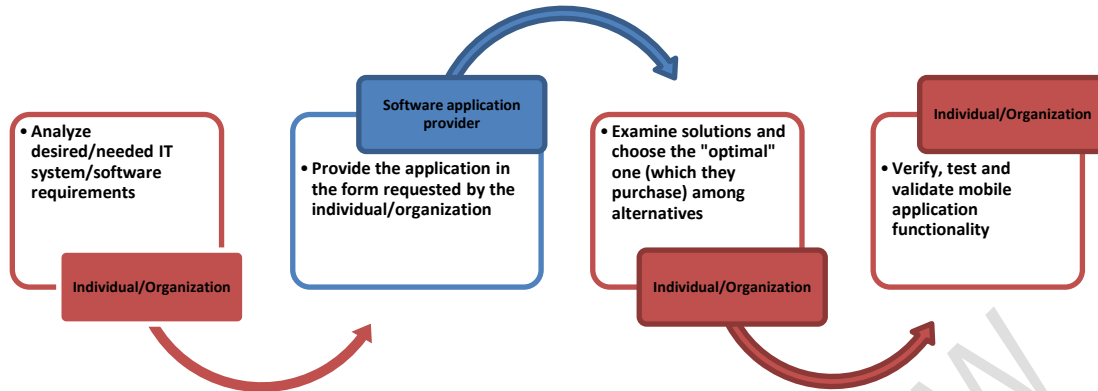 • Analyze
desired/needed IT
system/software
requirements
Individual/Organization
Software application
provider
• Provide the application in
the form requested by the
individual/organization
• Examine solutions and
choose the "optimal"
one (which they
purchase) among
alternatives
Individual/Organization
Individual/Organization
• Verify, test and
validate mobile
application
functionality
W